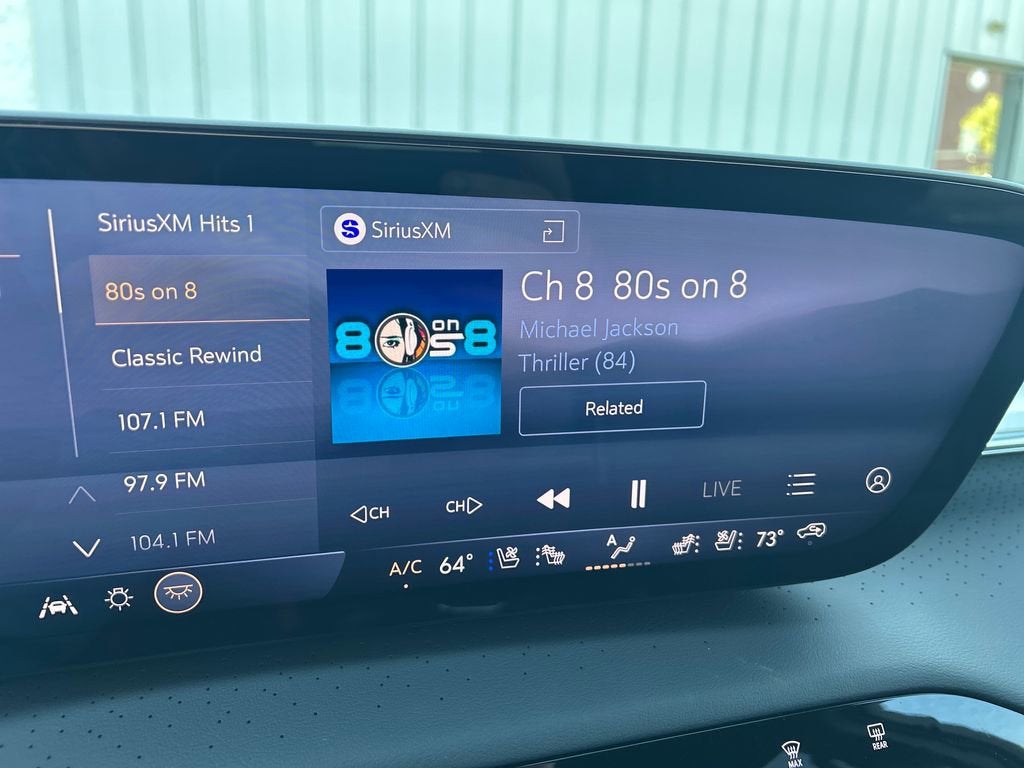 SiriusXM Hits 1
80s on 8
Classic Rewind
107.1 FM
97.9 FM
104.1 FM
SiriusXM
8 on 8
80s
Ch 8 80s on 8
Michael Jackson
Thriller (84)
Related
CH
CH
LIVE
A/C 64° A 73°
MAX
REAR